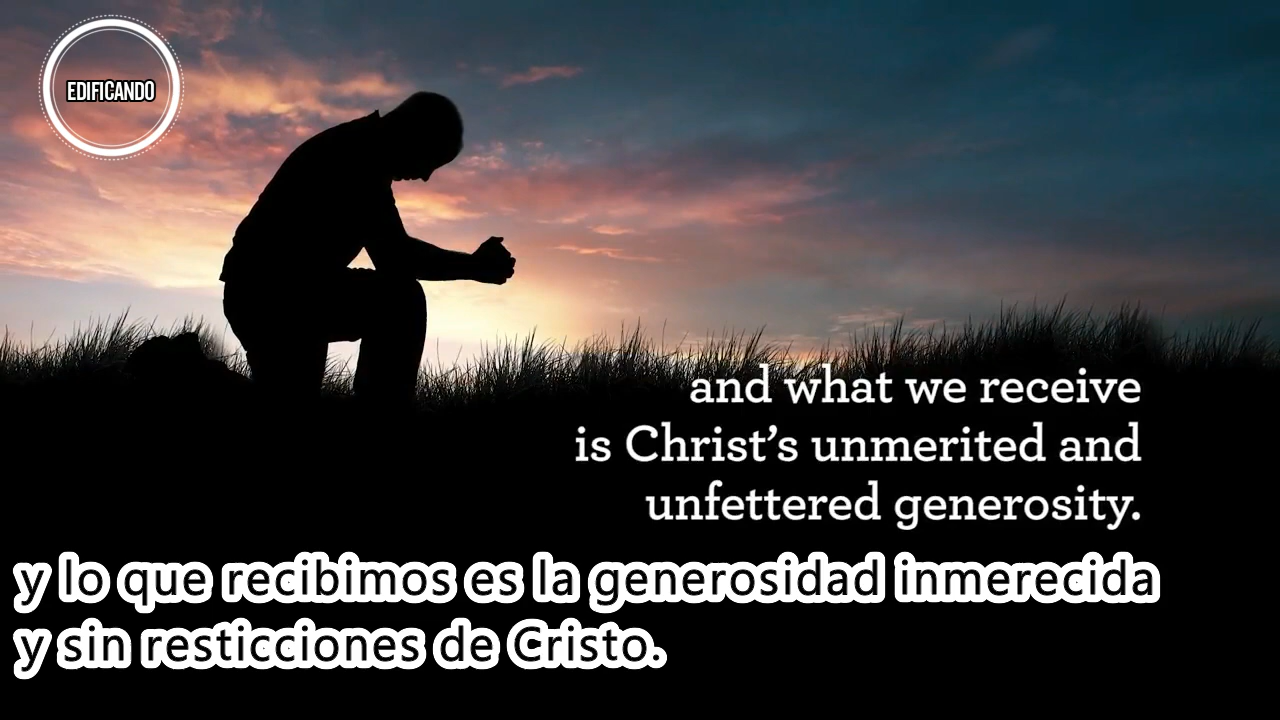 EDIFICANDO
and what we receive
is Christ’s unmerited and
unfettered generosity.
y lo que recibimos es la generosidad inmerecida
y sin resticciones de Cristo.